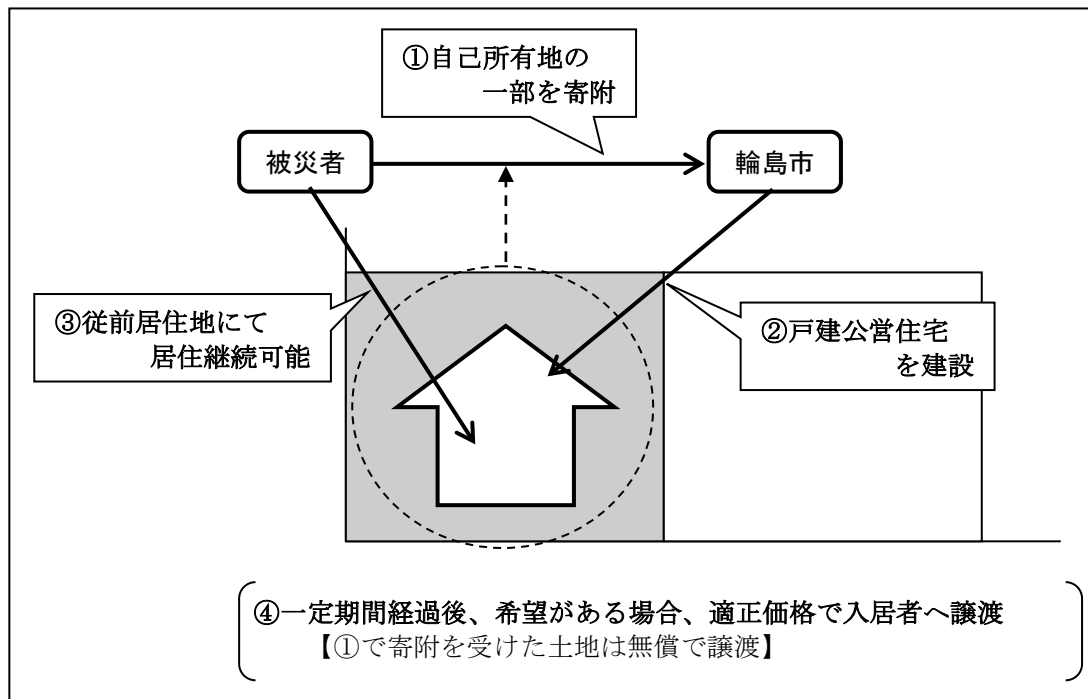 ①自己所有地の
一部を寄附
被災者
輪島市
③従前居住地にて
居住継続可能
②戸建公営住宅
を建設
④一定期間経過後、希望がある場合、適正価格で入居者へ譲渡
【①で寄附を受けた土地は無償で譲渡】